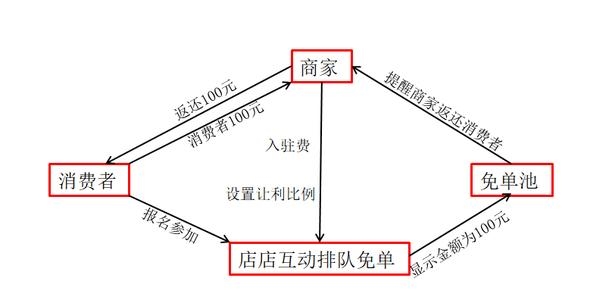 商家
返还100元
消费者100元
提醒商家返还消费者
入驻费
消费者
免单池
设置让利比例
报名参加
店店互动排队免单
显示金额为100元